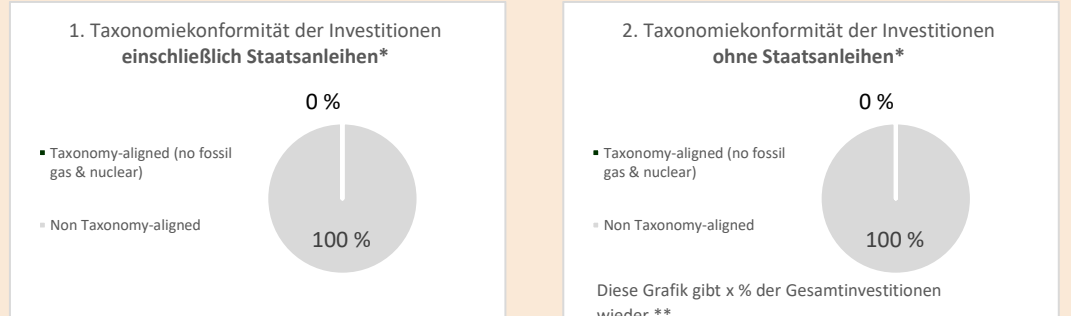 1. Taxonomiekonformität der Investitionen
einschließlich Staatsanleihen*
0 %
Taxonomy-aligned (no fossil
gas & nuclear)
Non Taxonomy-aligned
100 %
2. Taxonomiekonformität der Investitionen
ohne Staatsanleihen*
0 %
Taxonomy-aligned (no fossil
gas & nuclear)
Non Taxonomy-aligned
100 %
Diese Grafik gibt x % der Gesamtinvestitionen
wieder.**